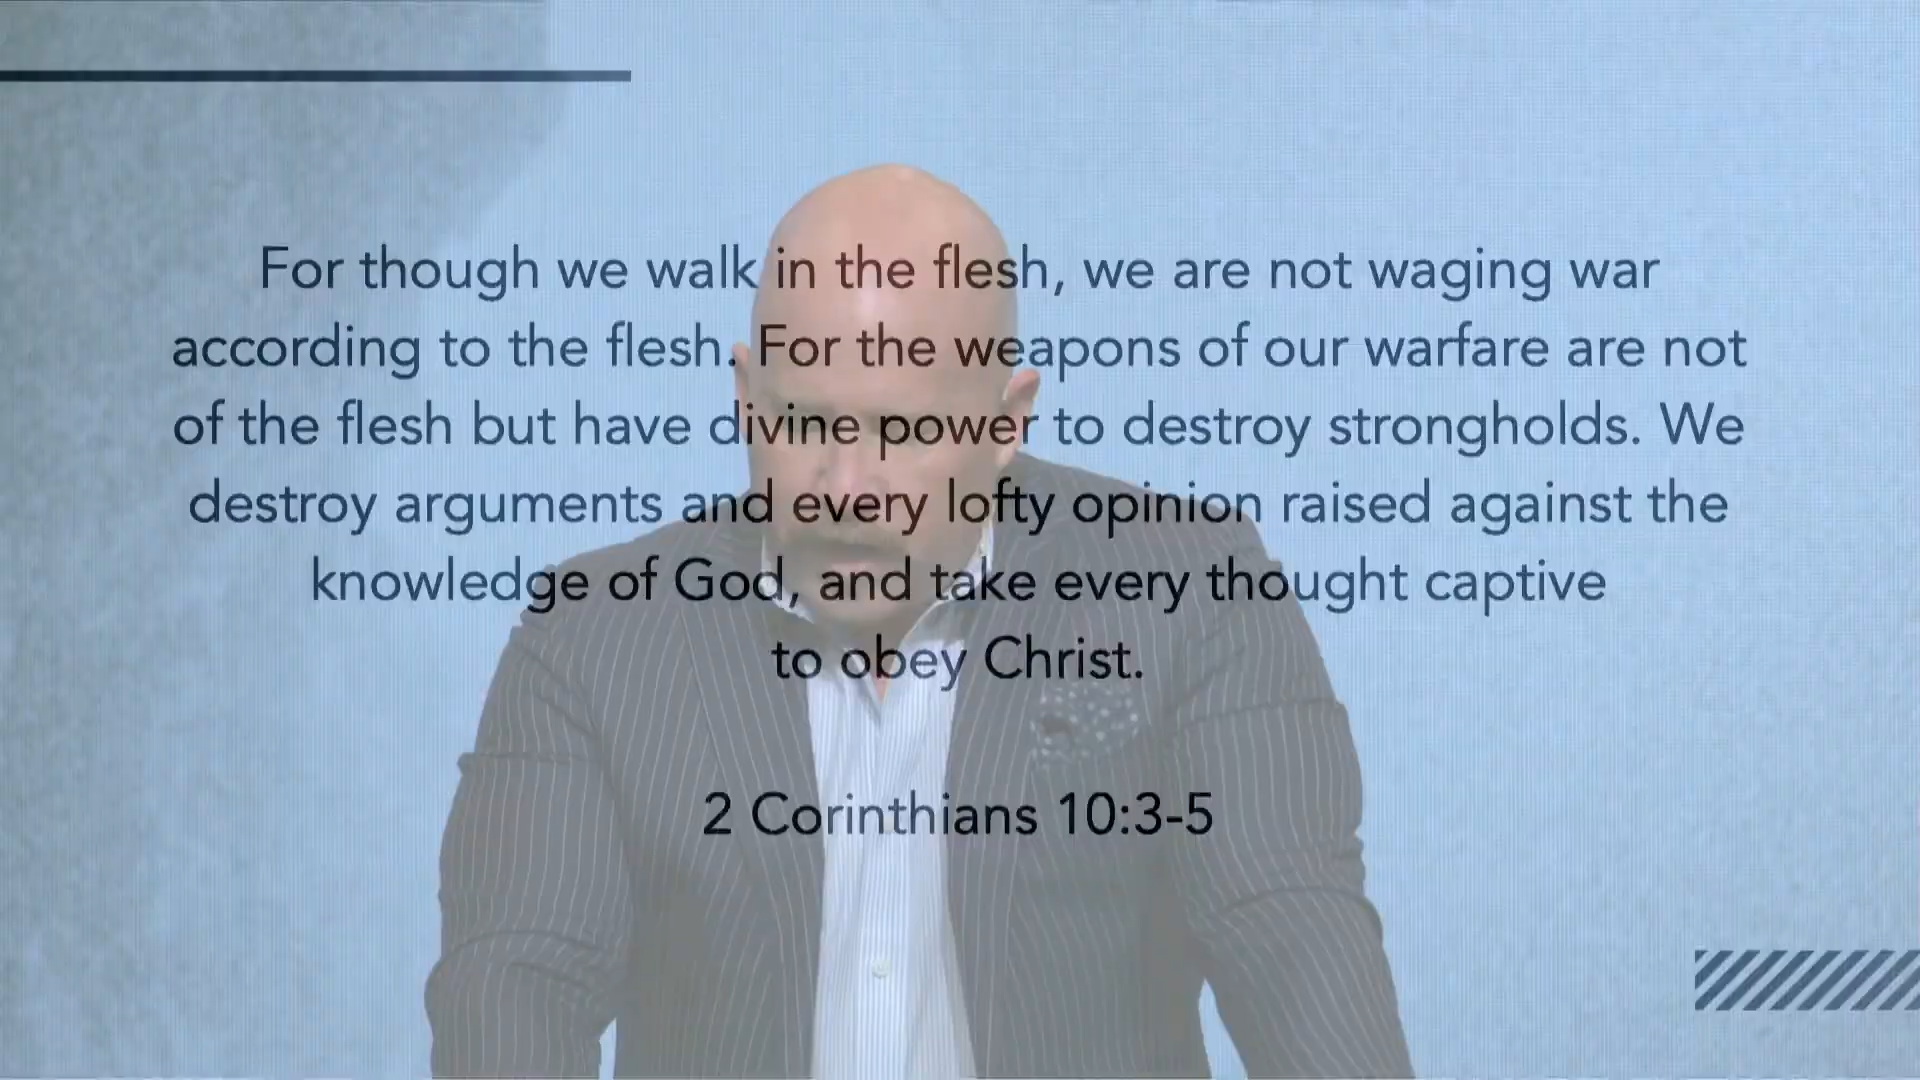 For though we walk in the flesh, we are not waging war
according to the flesh. For the weapons of our warfare are not
of the flesh but have divine power to destroy strongholds. We
destroy arguments and every lofty opinion raised against the
knowledge of God, and take every thought captive
to obey Christ.
2 Corinthians 10:3-5